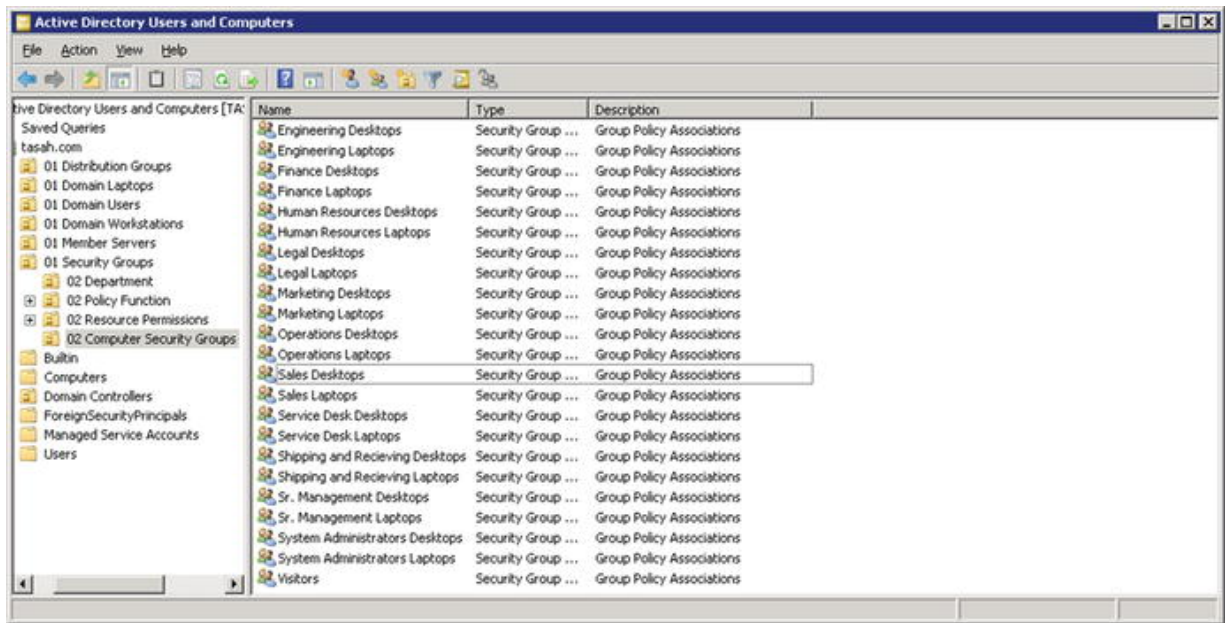 Active Directory Users and Computers
File Action View Help
tive Directory Users and Computers [TA:
Saved Queries
tasah.com
01 Distribution Groups
01 Domain Laptops
01 Domain Users
01 Domain Workstations
01 Member Servers
01 Security Groups
02 Department
02 Policy Function
02 Resource Permissions
02 Computer Security Groups
Builtin
Computers
Domain Controllers
ForeignSecurityPrincipals
Managed Service Accounts
Users
Name Type Description
Engineering Desktops Security Group ... Group Policy Associations
Engineering Laptops Security Group ... Group Policy Associations
Finance Desktops Security Group ... Group Policy Associations
Finance Laptops Security Group ... Group Policy Associations
Human Resources Desktops Security Group ... Group Policy Associations
Human Resources Laptops Security Group ... Group Policy Associations
Legal Desktops Security Group ... Group Policy Associations
Legal Laptops Security Group ... Group Policy Associations
Marketing Desktops Security Group ... Group Policy Associations
Marketing Laptops Security Group ... Group Policy Associations
Operations Desktops Security Group ... Group Policy Associations
Operations Laptops Security Group ... Group Policy Associations
Sales Desktops Security Group ... Group Policy Associations
Sales Laptops Security Group ... Group Policy Associations
Service Desk Desktops Security Group ... Group Policy Associations
Service Desk Laptops Security Group ... Group Policy Associations
Shipping and Recieving Desktops Security Group ... Group Policy Associations
Shipping and Recieving Laptops Security Group ... Group Policy Associations
Sr. Management Desktops Security Group ... Group Policy Associations
Sr. Management Laptops Security Group ... Group Policy Associations
System Administrators Desktops Security Group ... Group Policy Associations
System Administrators Laptops Security Group ... Group Policy Associations
Visitors Security Group ... Group Policy Associations